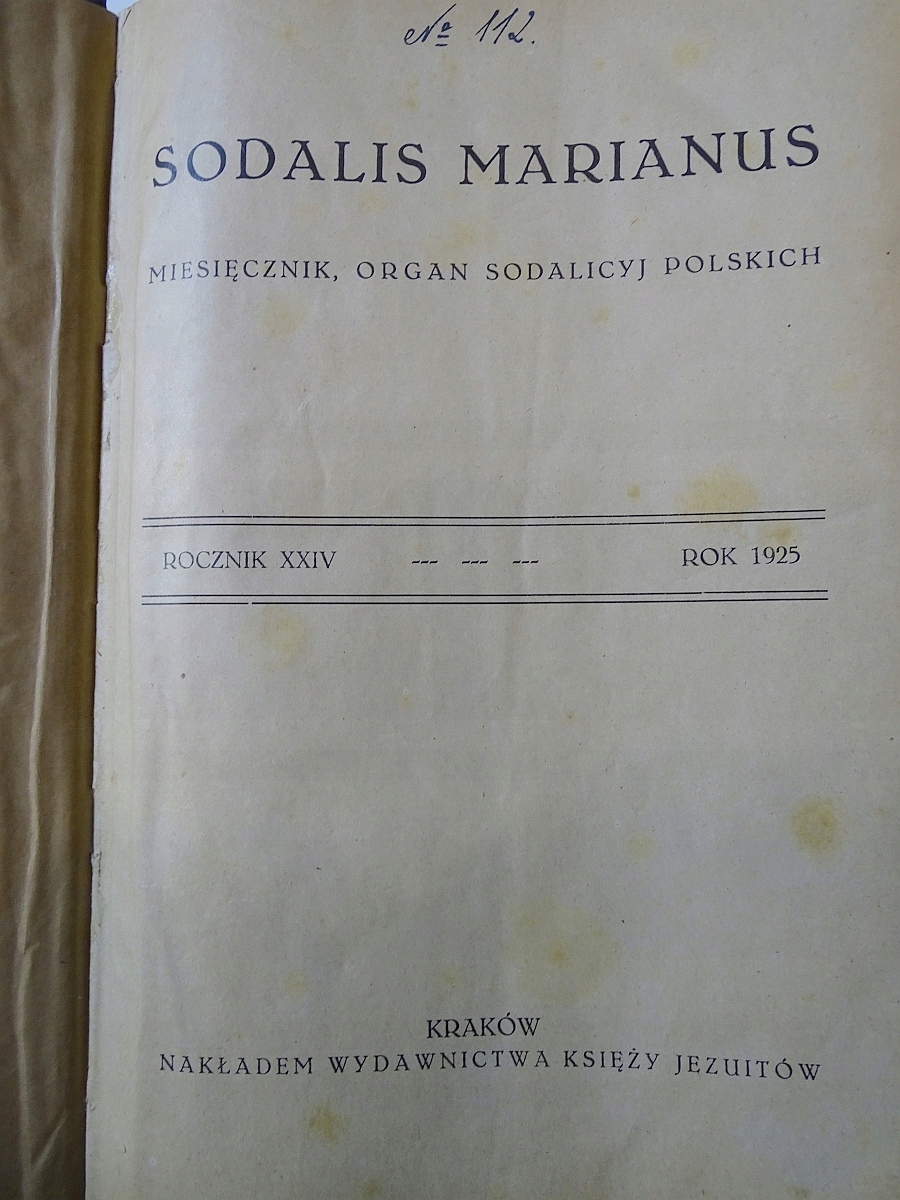 № 112.
SODALIS MARIANUS
MIESIĘCZNIK, ORGAN SODALICYJ POLSKICH
ROCZNIK XXIV --- --- --- ROK 1925
KRAKÓW
NAKŁADEM WYDAWNICTWA KSIĘŻY JEZUITÓW